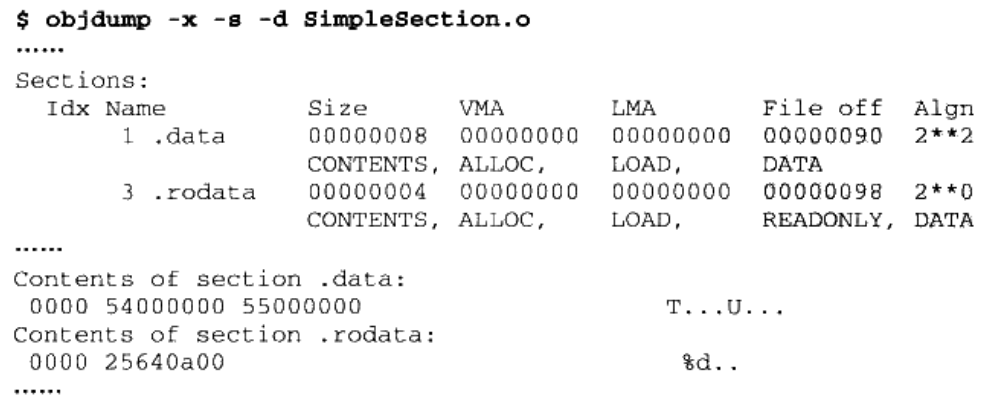 $ objdump -x -s -d SimpleSection.o
......
Sections:
Idx Name Size VMA LMA File off Algn
1 .data 00000008 00000000 00000000 00000090 2**2
CONTENTS, ALLOC, LOAD, DATA
3 .rodata 00000004 00000000 00000000 00000098 2**0
CONTENTS, ALLOC, LOAD, READONLY, DATA
......
Contents of section .data:
0000 54000000 55000000 T...U...
Contents of section .rodata:
0000 25640a00 %d..
......